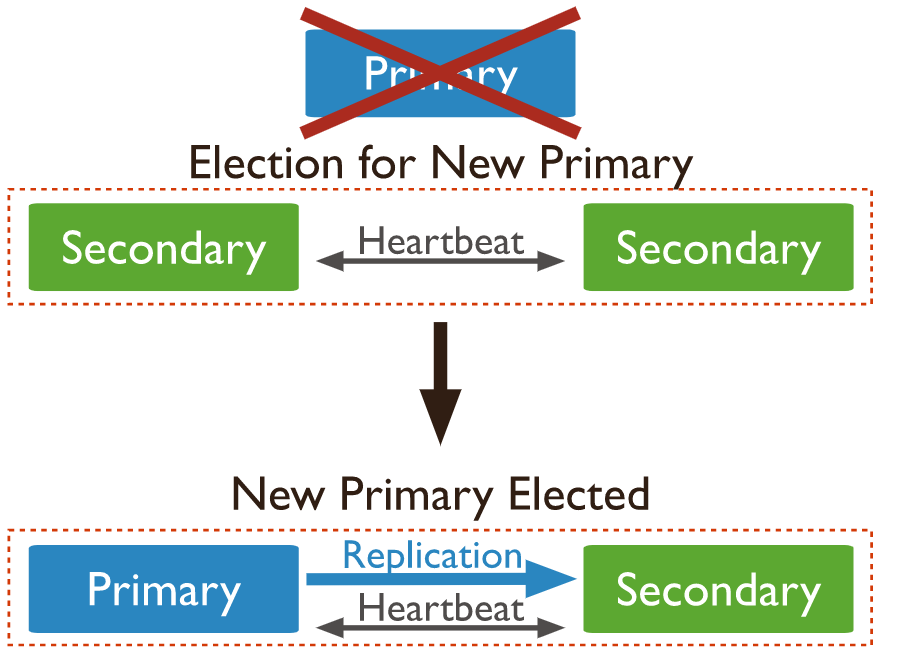 Primary
Election for New Primary
Secondary Heartbeat Secondary
New Primary Elected
Replication
Primary Heartbeat Secondary